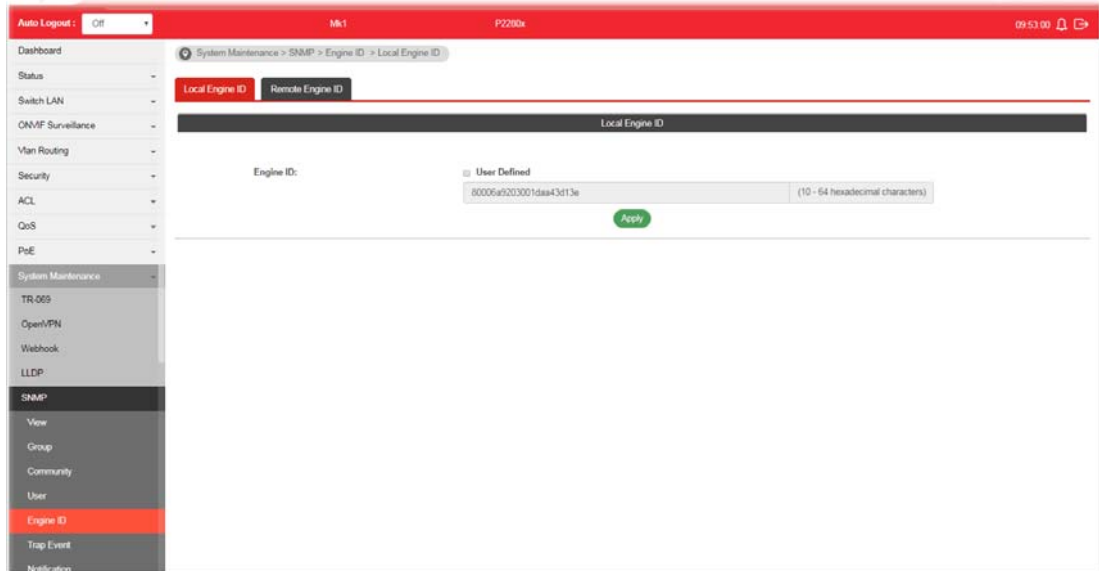 Auto Logout : Off Mk1 P2280x 09:53:00
Dashboard
Status
Switch LAN
ONVIF Surveillance
Vlan Routing
Security
ACL
QoS
PoE
System Maintenance
TR-069
OpenVPN
Webhook
LLDP
SNMP
View
Group
Community
User
Engine ID
Trap Event
Notification
System Maintenance > SNMP > Engine ID > Local Engine ID
Local Engine ID Remote Engine ID
Local Engine ID
Engine ID: User Defined
80006a9203001daa43d13e (10 - 64 hexadecimal characters)
Apply